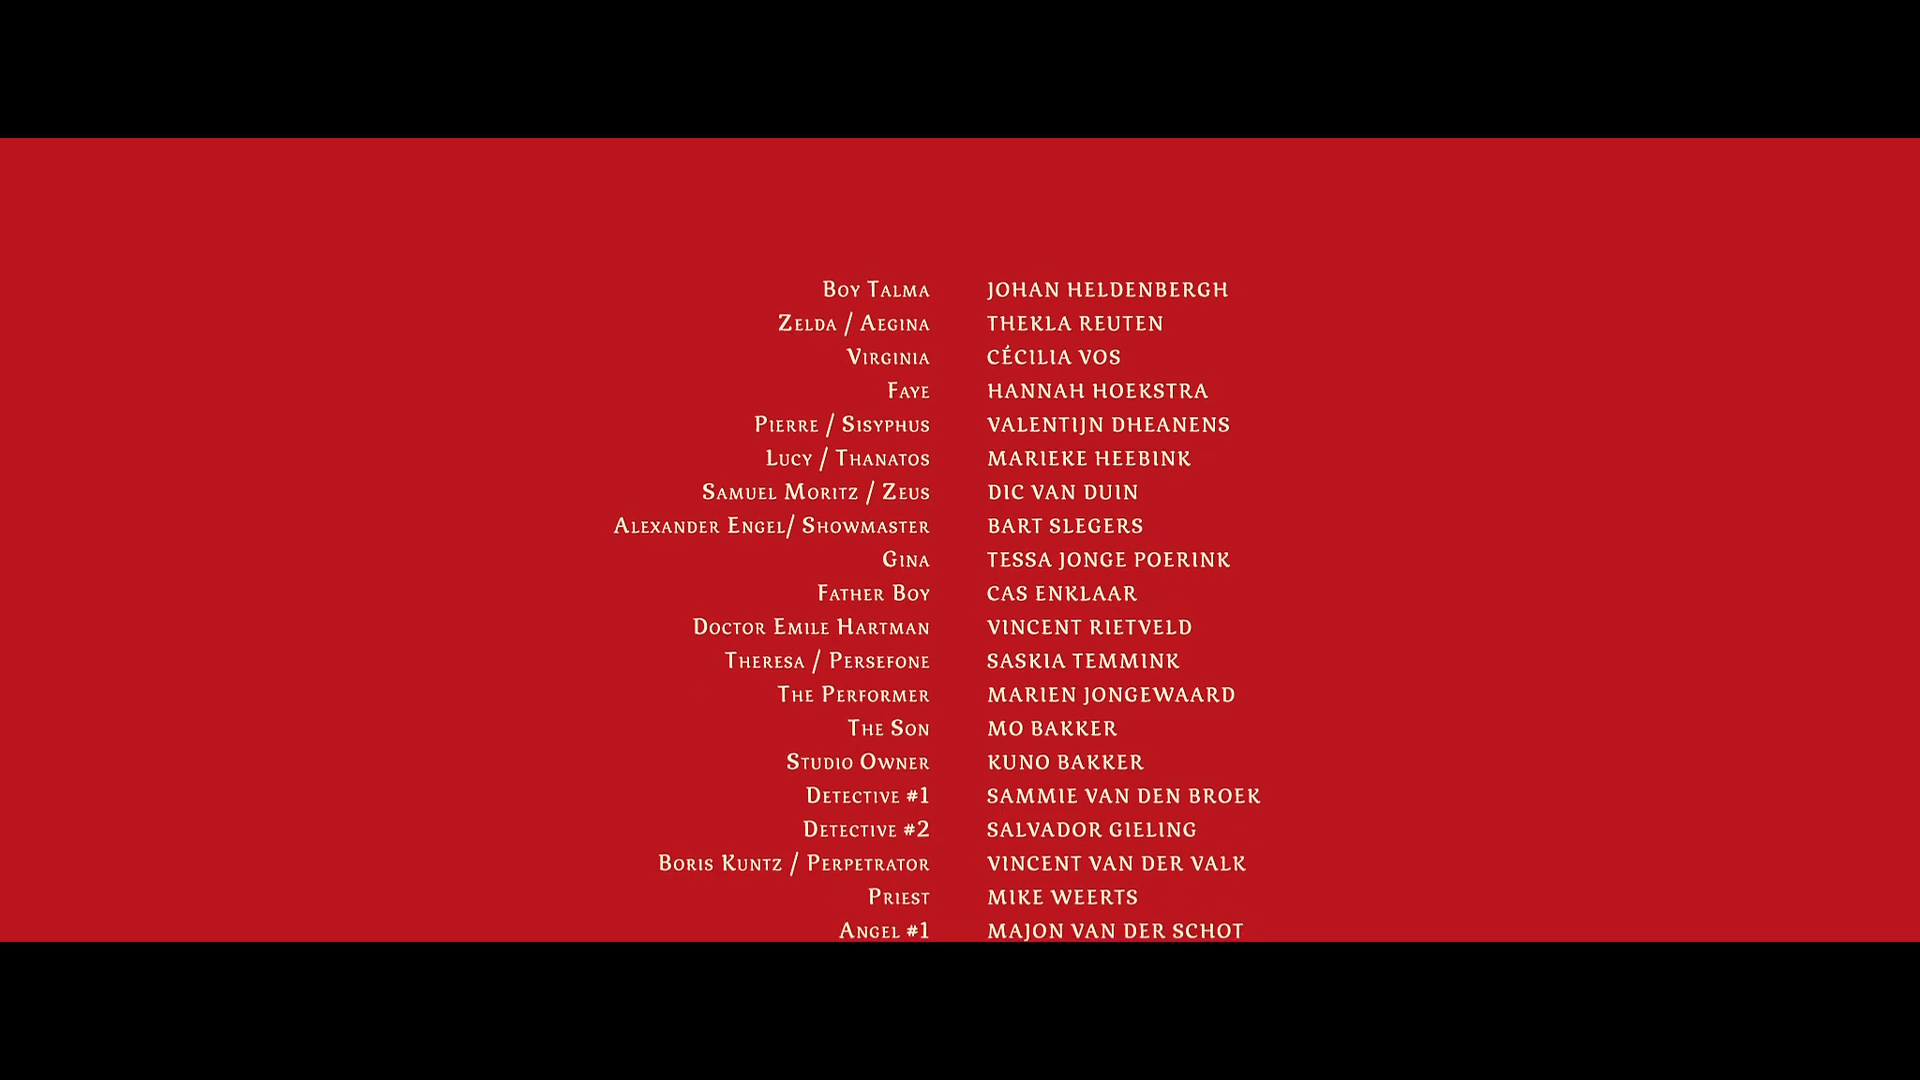 Boy Talma JOHAN HELDENBERGH
Zelda / Aegina THEKLA REUTEN
Virginia CÉCILIA VOS
Faye HANNAH HOEKSTRA
Pierre / Sisyphus VALENTIJN DHEANENS
Lucy / Thanatos MARIEKE HEEBINK
Samuel Moritz / Zeus DIC VAN DUIN
Alexander Engel/ Showmaster BART SLEGERS
Gina TESSA JONGE POERINK
Father Boy CAS ENKLAAR
Doctor Emile Hartman VINCENT RIETVELD
Theresa / Persefone SASKIA TEMMINK
The Performer MARIEN JONGEWAARD
The Son MO BAKKER
Studio Owner KUNO BAKKER
Detective #1 SAMMIE VAN DEN BROEK
Detective #2 SALVADOR GIELING
Boris Kuntz / Perpetrator VINCENT VAN DER VALK
Priest MIKE WEERTS
Angel #1 MAJON VAN DER SCHOT